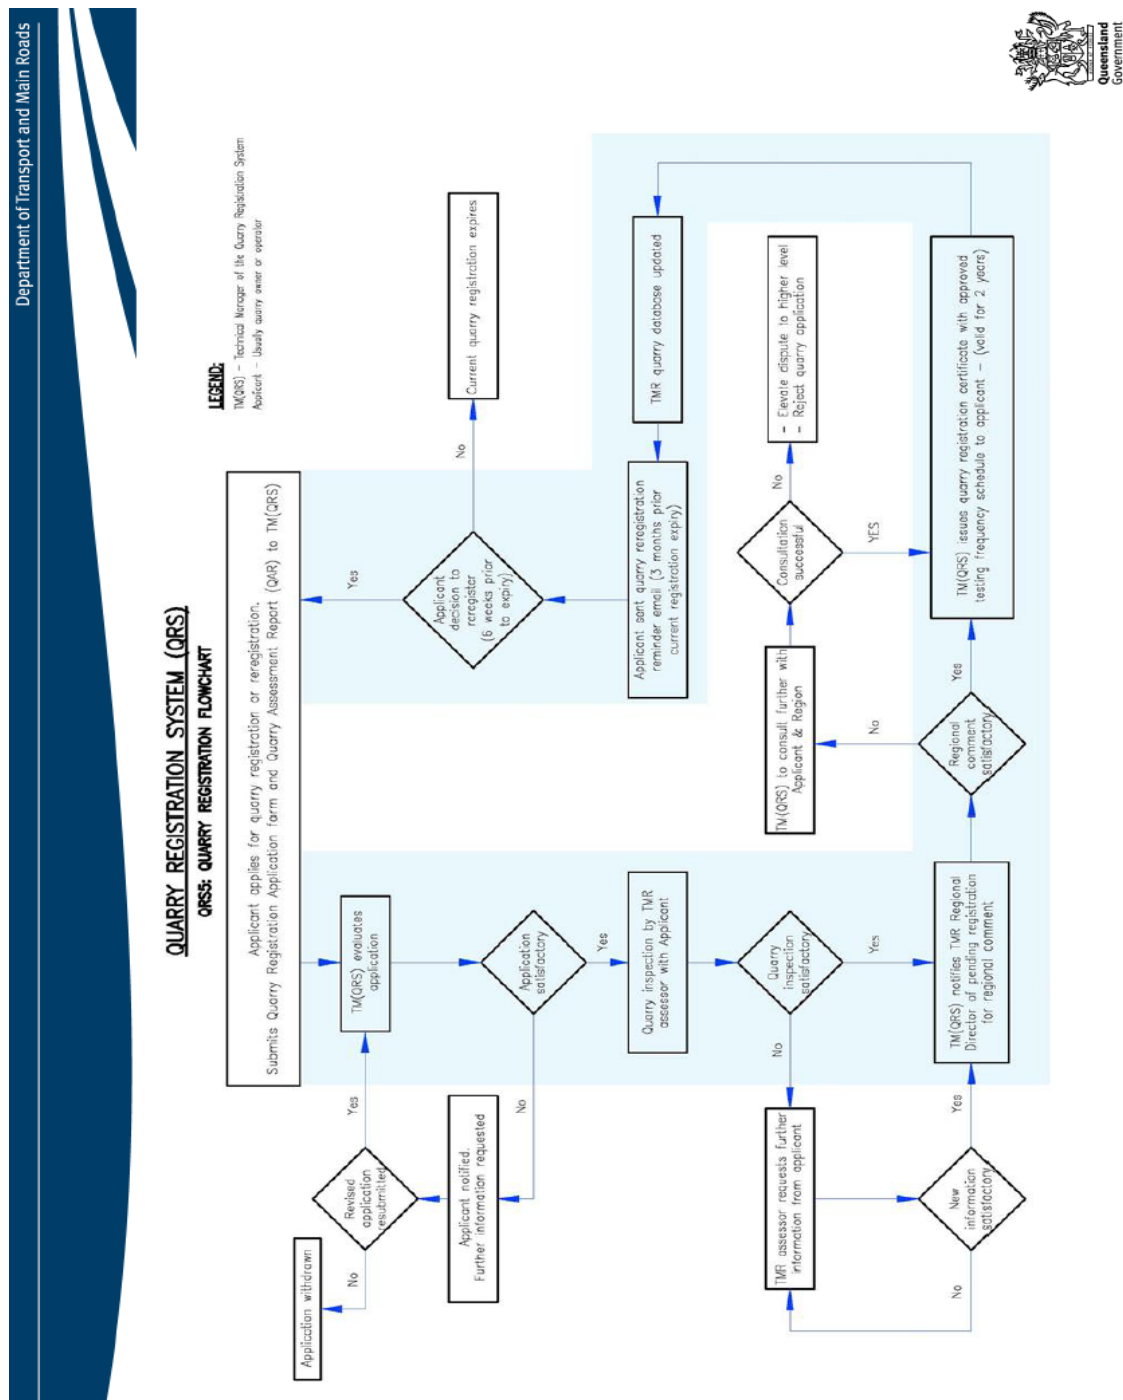 Department of Transport and Main Roads
Queensland
Government
QUARRY REGISTRATION SYSTEM (QRS)
QRS5: QUARRY REGISTRATION FLOWCHART
LEGEND:
TM(QRS) – Technical Manager of the Quarry Registration System
Applicant – Usually quarry owner or operator
Applicant applies for quarry registration or reregistration.
Submits Quarry Registration Application form and Quarry Assessment Report (QAR) to TM(QRS)
TM(QRS) evaluates
application
Application
satisfactory
No
Applicant notified.
Further information requested
Revised
application
resubmitted
Yes
No
Application withdrawn
Yes
Quarry inspection by TMR
assessor with Applicant
Quarry
inspection
satisfactory
No
TMR assessor requests further
information from applicant
New
information
satisfactory
No
Yes
Yes
TM(QRS) notifies TMR Regional
Director of pending registration
for regional comment
Regional
comment
satisfactory
No
TM(QRS) to consult further with
Applicant & Region
Consultation
successful
No
– Elevate dispute to higher level
– Reject quarry application
YES
Yes
TM(QRS) issues quarry registration certificate with approved
testing frequency schedule to applicant – (valid for 2 years)
TMR quarry database updated
Applicant sent quarry reregistration
reminder email (3 months prior
current registration expiry)
Applicant
decision to
reregister
(6 weeks prior
to expiry)
Yes
No
Current quarry registration expires